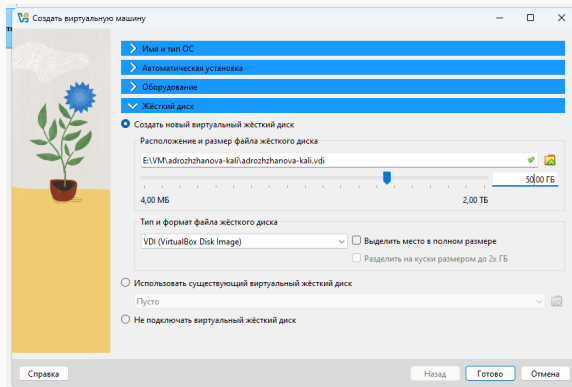 Создать виртуальную машину
Имя и тип ОС
Автоматическая установка
Оборудование
Жёсткий диск
Создать новый виртуальный жёсткий диск
Расположение и размер файла жёсткого диска
E:\VM\adrozhzhanova-kali\adrozhzhanova-kali.vdi
50,00 ГБ
4,00 МБ
2,00 ТБ
Тип и формат файла жёсткого диска
VDI (VirtualBox Disk Image)
Выделить место в полном размере
Разделить на куски размером до 2х ГБ
Использовать существующий виртуальный жёсткий диск
Пусто
Не подключать виртуальный жёсткий диск
Справка
Назад
Готово
Отмена